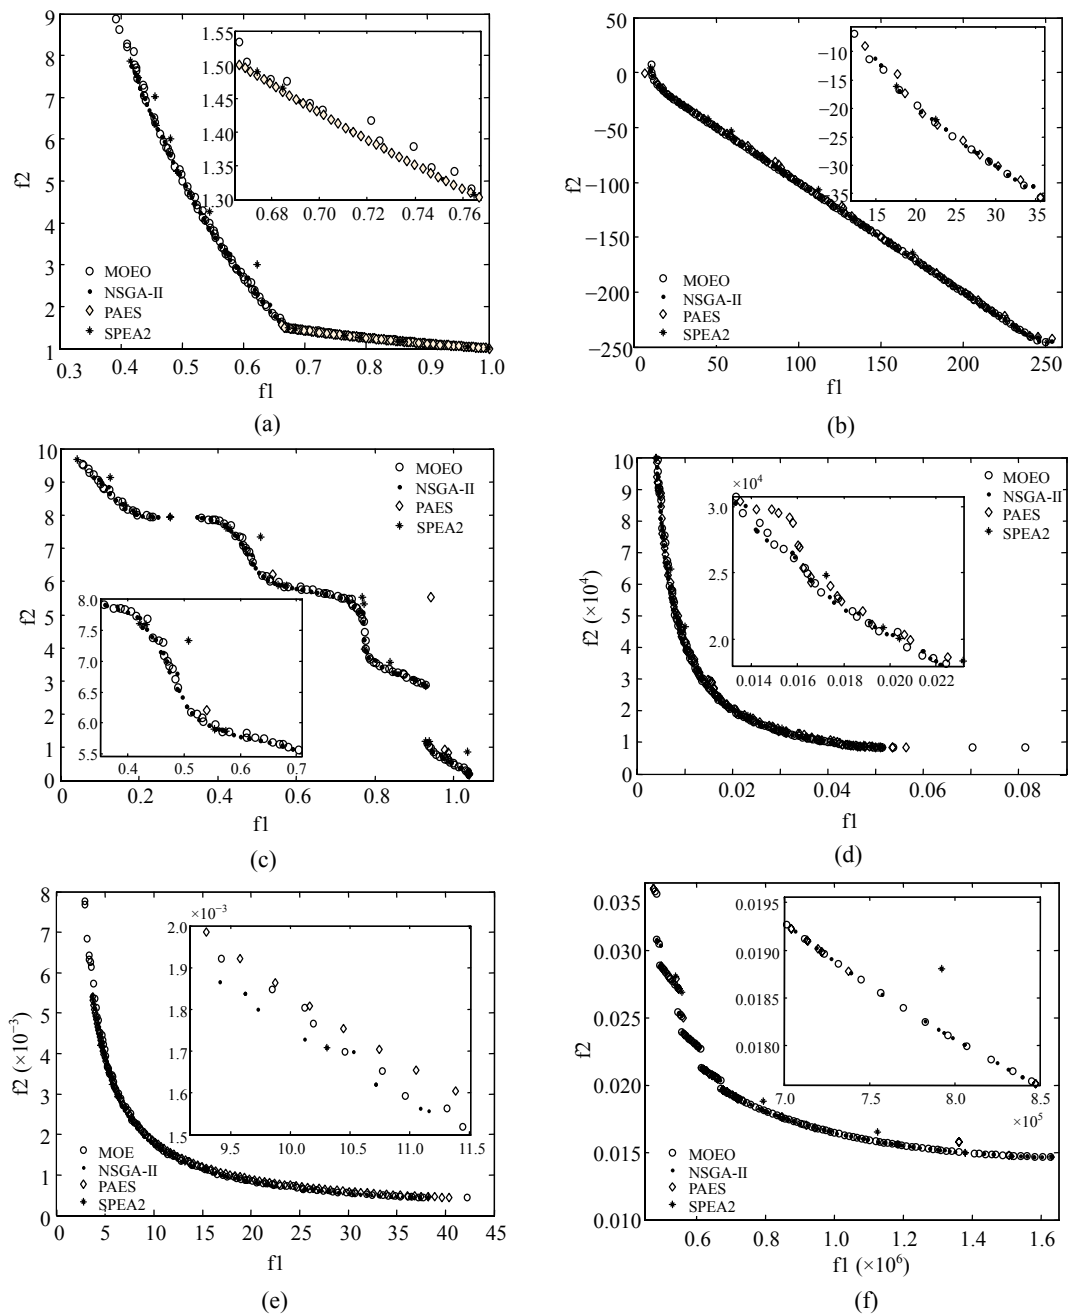 9
8
7
6
5
4
3
2
1
f2
0.3 0.4 0.5 0.6 0.7 0.8 0.9 1.0
f1
1.55
1.50
1.45
1.40
1.35
1.30
0.68 0.70 0.72 0.74 0.76
MOEO
NSGA-II
PAES
SPEA2
(a)
50
0
−50
−100
−150
−200
−250
f2
0 50 100 150 200 250
f1
−10
−15
−20
−25
−30
−35
15 20 25 30 35
MOEO
NSGA-II
PAES
SPEA2
(b)
10
9
8
7
6
5
4
3
2
1
0
f2
0 0.2 0.4 0.6 0.8 1.0
f1
8.0
7.5
7.0
6.5
6.0
5.5
0.4 0.5 0.6 0.7
MOEO
NSGA-II
PAES
SPEA2
(c)
10
9
8
7
6
5
4
3
2
1
0
f2 (×10⁴)
0 0.02 0.04 0.06 0.08
f1
×10⁴
3.0
2.5
2.0
0.014 0.016 0.018 0.020 0.022
MOEO
NSGA-II
PAES
SPEA2
(d)
8
7
6
5
4
3
2
1
0
f2 (×10⁻³)
0 5 10 15 20 25 30 35 40 45
f1
×10⁻³
2.0
1.9
1.8
1.7
1.6
1.5
9.5 10.0 10.5 11.0 11.5
MOE
NSGA-II
PAES
SPEA2
(e)
0.035
0.030
0.025
0.020
0.015
0.010
f2
0.6 0.8 1.0 1.2 1.4 1.6
f1 (×10⁶)
0.0195
0.0190
0.0185
0.0180
7.0 7.5 8.0 8.5
×10⁵
MOEO
NSGA-II
PAES
SPEA2
(f)